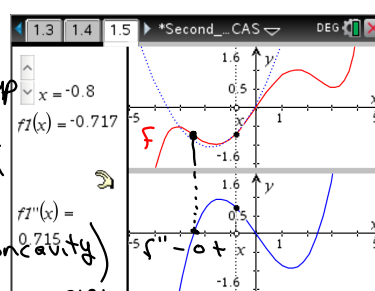 1.3 1.4 1.5 *Second_...CAS DEG
x = -0.8
f1(x) = -0.717
f1''(x) =
0.715
ncavity)
1.6 y
0.5
-5 x 1 x
-1.6
f
1.6 y
0.5
-5 x 1 x
-1.6
f'' - 0 +